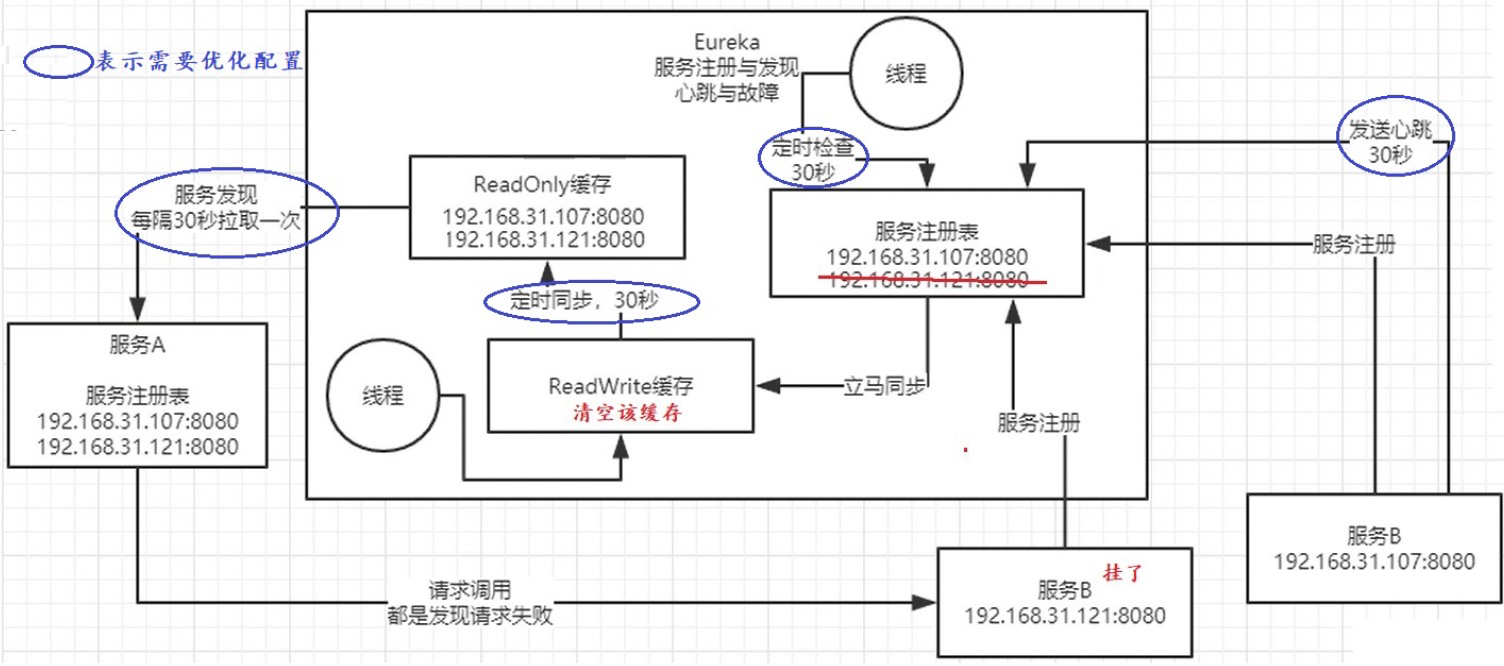 表示需要优化配置
Eureka
服务注册与发现
心跳与故障
线程
定时检查
30秒
发送心跳
30秒
服务发现
每隔30秒拉取一次
ReadOnly缓存
192.168.31.107:8080
192.168.31.121:8080
服务注册表
192.168.31.107:8080
192.168.31.121:8080
服务注册
定时同步，30秒
服务A
服务注册表
192.168.31.107:8080
192.168.31.121:8080
线程
ReadWrite缓存
清空该缓存
立马同步
服务注册
服务B
192.168.31.107:8080
请求调用
都是发现请求失败
挂了
服务B
192.168.31.121:8080